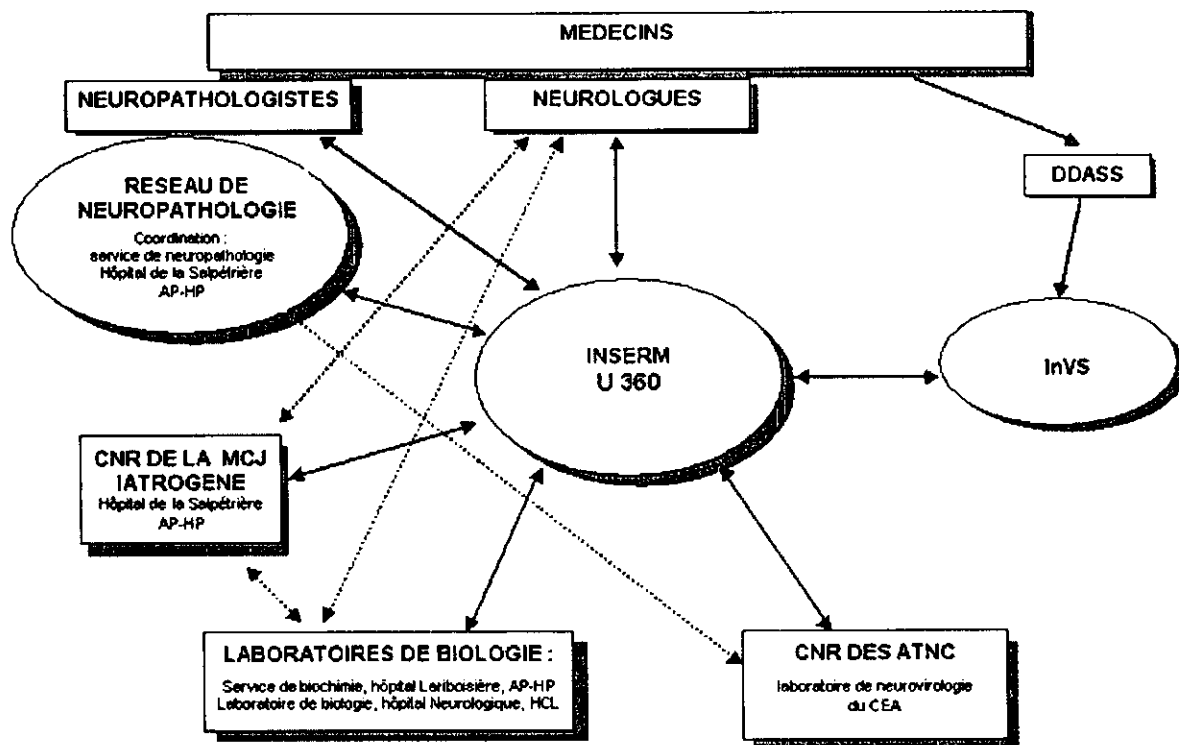 MEDECINS
NEUROPATHOLOGISTES
NEUROLOGUES
DDASS
RESEAU DE
NEUROPATHOLOGIE
Coordination :
service de neuropathologie
Hôpital de la Salpétrière
AP-HP
INSERM
U 360
InVS
CNR DE LA MCJ
IATROGENE
Hôpital de la Salpétrière
AP-HP
LABORATOIRES DE BIOLOGIE :
Service de biochimie, hôpital Lariboisière, AP-HP
Laboratoire de biologie, hôpital Neurologique, HCL
CNR DES ATNC
laboratoire de neurovirologie
du CEA